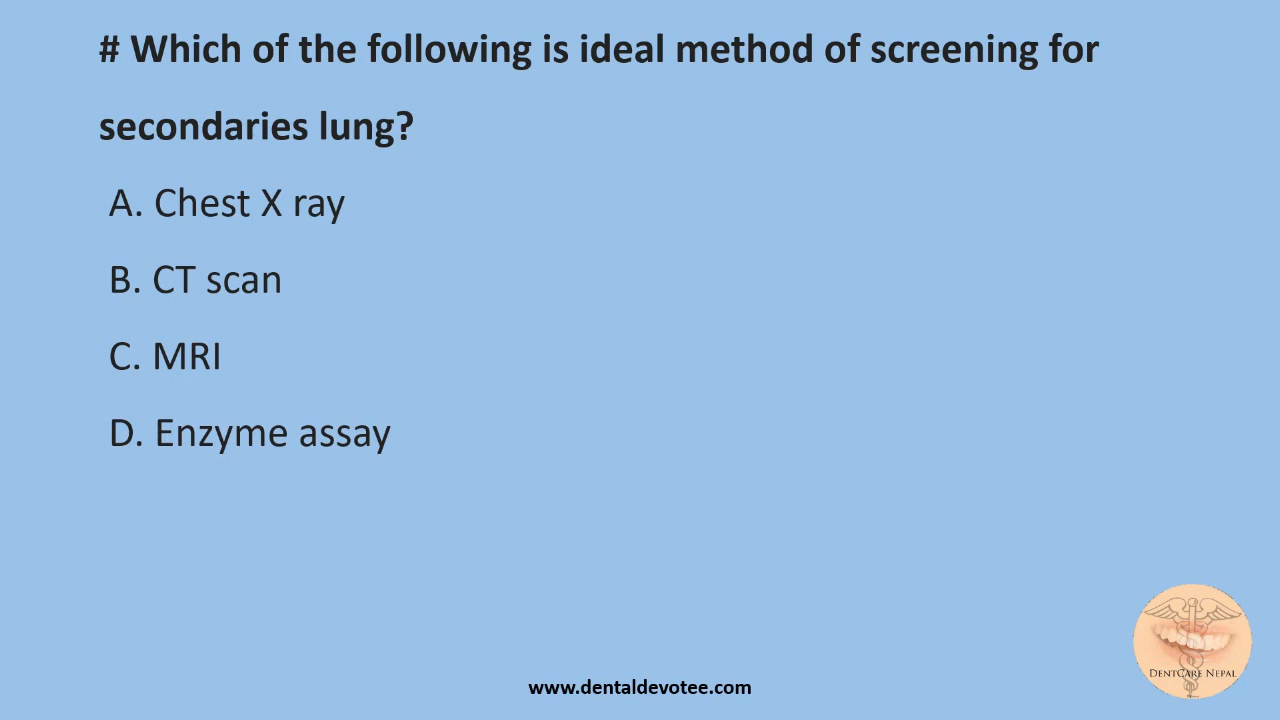 # Which of the following is ideal method of screening for
secondaries lung?
A. Chest X ray
B. CT scan
C. MRI
D. Enzyme assay
DENTCARE NEPAL
www.dentaldevotee.com